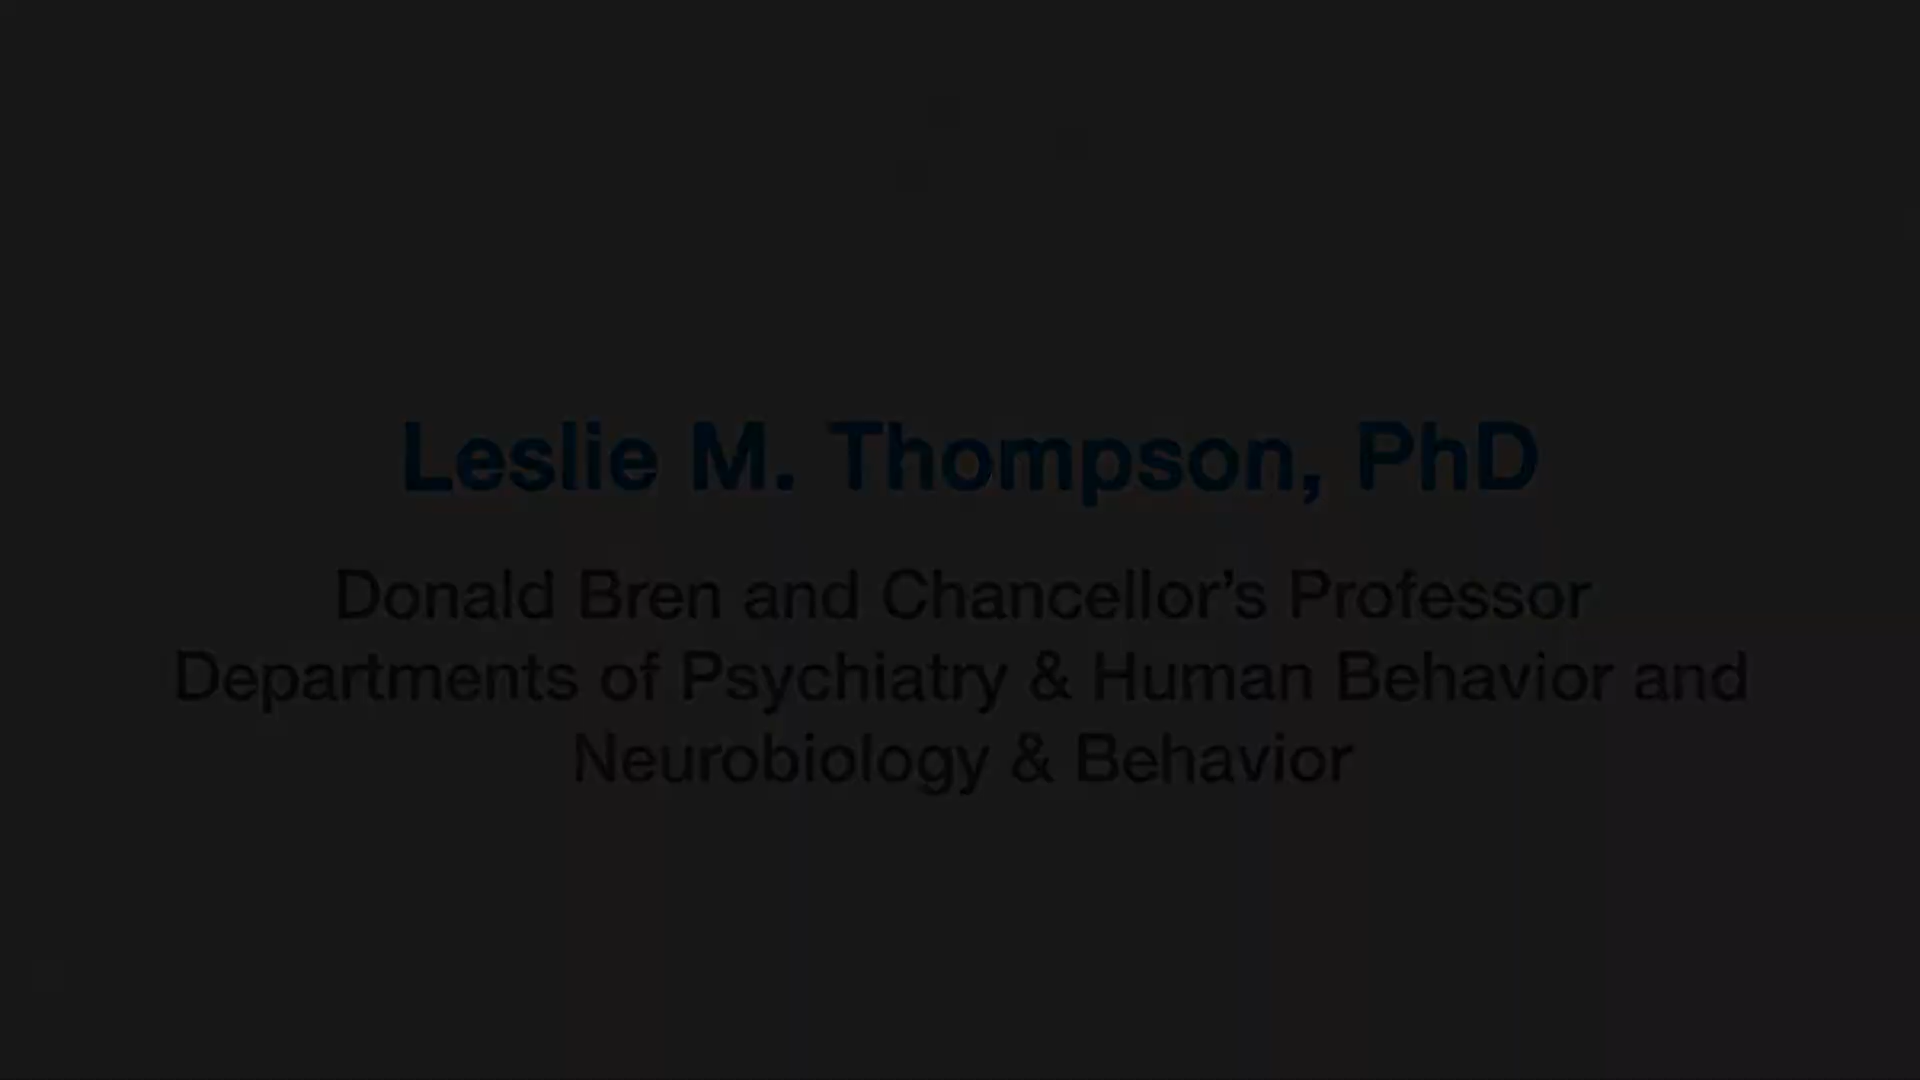 Leslie M. Thompson, PhD
Donald Bren and Chancellor’s Professor
Departments of Psychiatry & Human Behavior and
Neurobiology & Behavior